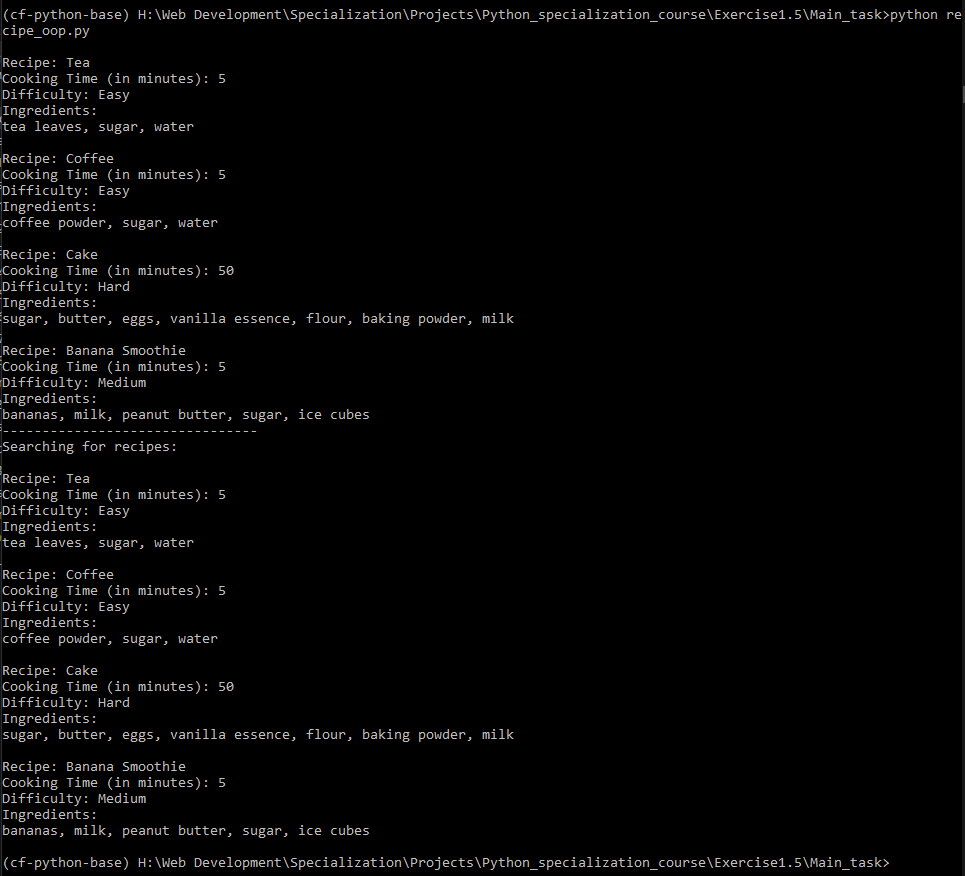 (cf-python-base) H:\Web Development\Specialization\Projects\Python_specialization_course\Exercise1.5\Main_task>python re
cipe_oop.py
Recipe: Tea
Cooking Time (in minutes): 5
Difficulty: Easy
Ingredients:
tea leaves, sugar, water
Recipe: Coffee
Cooking Time (in minutes): 5
Difficulty: Easy
Ingredients:
coffee powder, sugar, water
Recipe: Cake
Cooking Time (in minutes): 50
Difficulty: Hard
Ingredients:
sugar, butter, eggs, vanilla essence, flour, baking powder, milk
Recipe: Banana Smoothie
Cooking Time (in minutes): 5
Difficulty: Medium
Ingredients:
bananas, milk, peanut butter, sugar, ice cubes
--------------------------------
Searching for recipes:
Recipe: Tea
Cooking Time (in minutes): 5
Difficulty: Easy
Ingredients:
tea leaves, sugar, water
Recipe: Coffee
Cooking Time (in minutes): 5
Difficulty: Easy
Ingredients:
coffee powder, sugar, water
Recipe: Cake
Cooking Time (in minutes): 50
Difficulty: Hard
Ingredients:
sugar, butter, eggs, vanilla essence, flour, baking powder, milk
Recipe: Banana Smoothie
Cooking Time (in minutes): 5
Difficulty: Medium
Ingredients:
bananas, milk, peanut butter, sugar, ice cubes
(cf-python-base) H:\Web Development\Specialization\Projects\Python_specialization_course\Exercise1.5\Main_task>